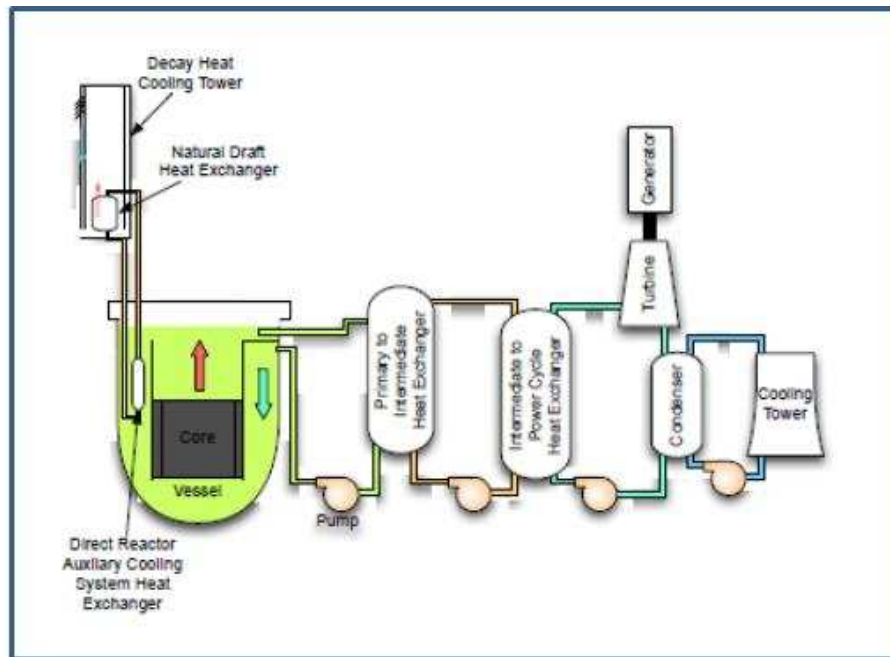 Decay Heat
Cooling Tower
Natural Draft
Heat Exchanger
Generator
Turbine
Primary to
Intermediate
Heat Exchanger
Intermediate to
Power Cycle
Heat Exchanger
Condenser
Cooling
Tower
Core
Vessel
Pump
Direct Reactor
Auxilary Cooling
System Heat
Exchanger